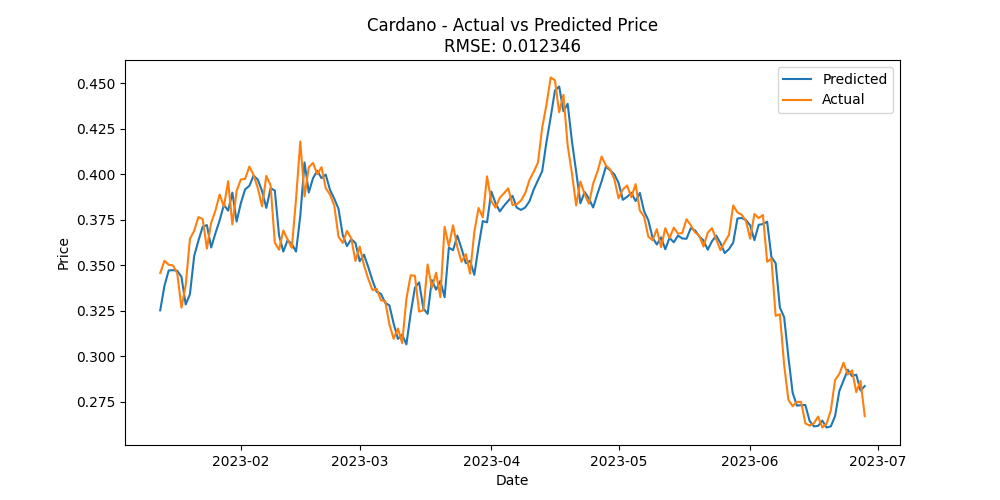 Cardano - Actual vs Predicted Price
RMSE: 0.012346
Predicted
Actual
0.450
0.425
0.400
0.375
0.350
0.325
0.300
0.275
Price
2023-02
2023-03
2023-04
2023-05
2023-06
2023-07
Date